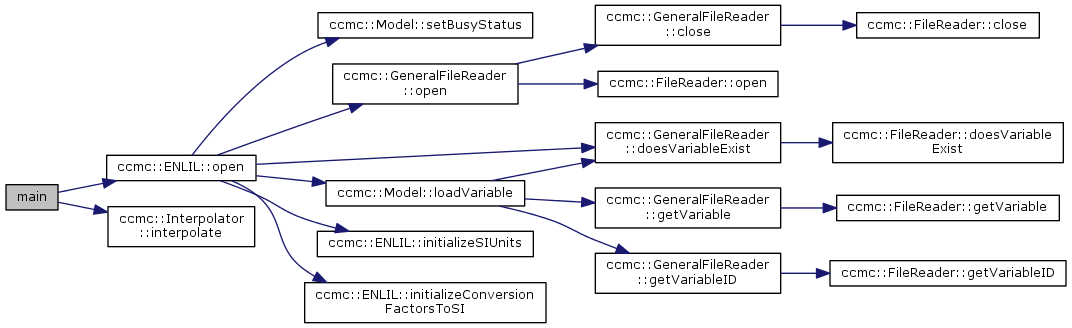 main
ccmc::ENLIL::open
ccmc::Interpolator
::interpolate
ccmc::Model::setBusyStatus
ccmc::GeneralFileReader
::open
ccmc::Model::loadVariable
ccmc::ENLIL::initializeSIUnits
ccmc::ENLIL::initializeConversion
FactorsToSI
ccmc::GeneralFileReader
::close
ccmc::FileReader::open
ccmc::GeneralFileReader
::doesVariableExist
ccmc::GeneralFileReader
::getVariable
ccmc::GeneralFileReader
::getVariableID
ccmc::FileReader::close
ccmc::FileReader::doesVariable
Exist
ccmc::FileReader::getVariable
ccmc::FileReader::getVariableID